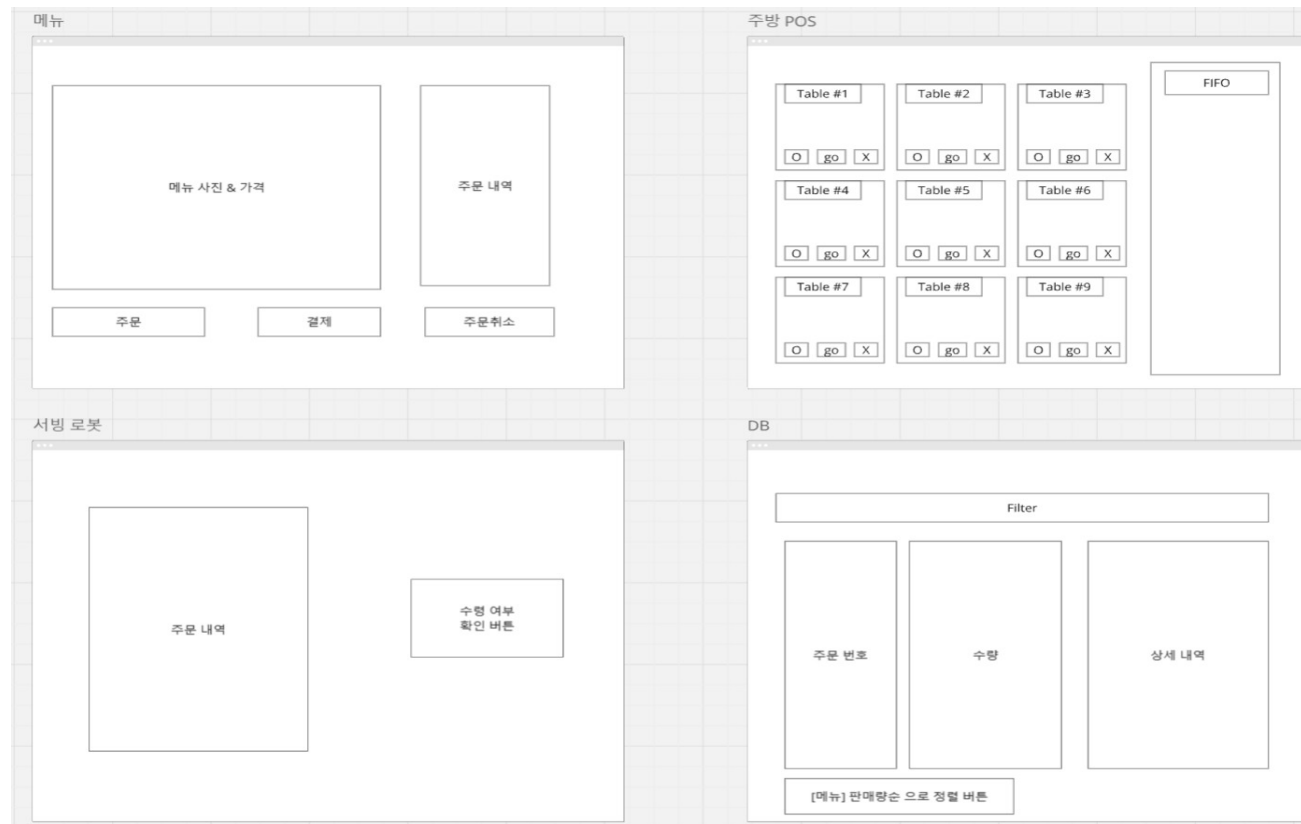 메뉴
메뉴 사진 & 가격
주문 내역
주문
결제
주문취소
주방 POS
Table #1
O go X
Table #2
O go X
Table #3
O go X
Table #4
O go X
Table #5
O go X
Table #6
O go X
Table #7
O go X
Table #8
O go X
Table #9
O go X
FIFO
서빙 로봇
주문 내역
수령 여부
확인 버튼
DB
Filter
주문 번호
수량
상세 내역
[메뉴] 판매량순 으로 정렬 버튼